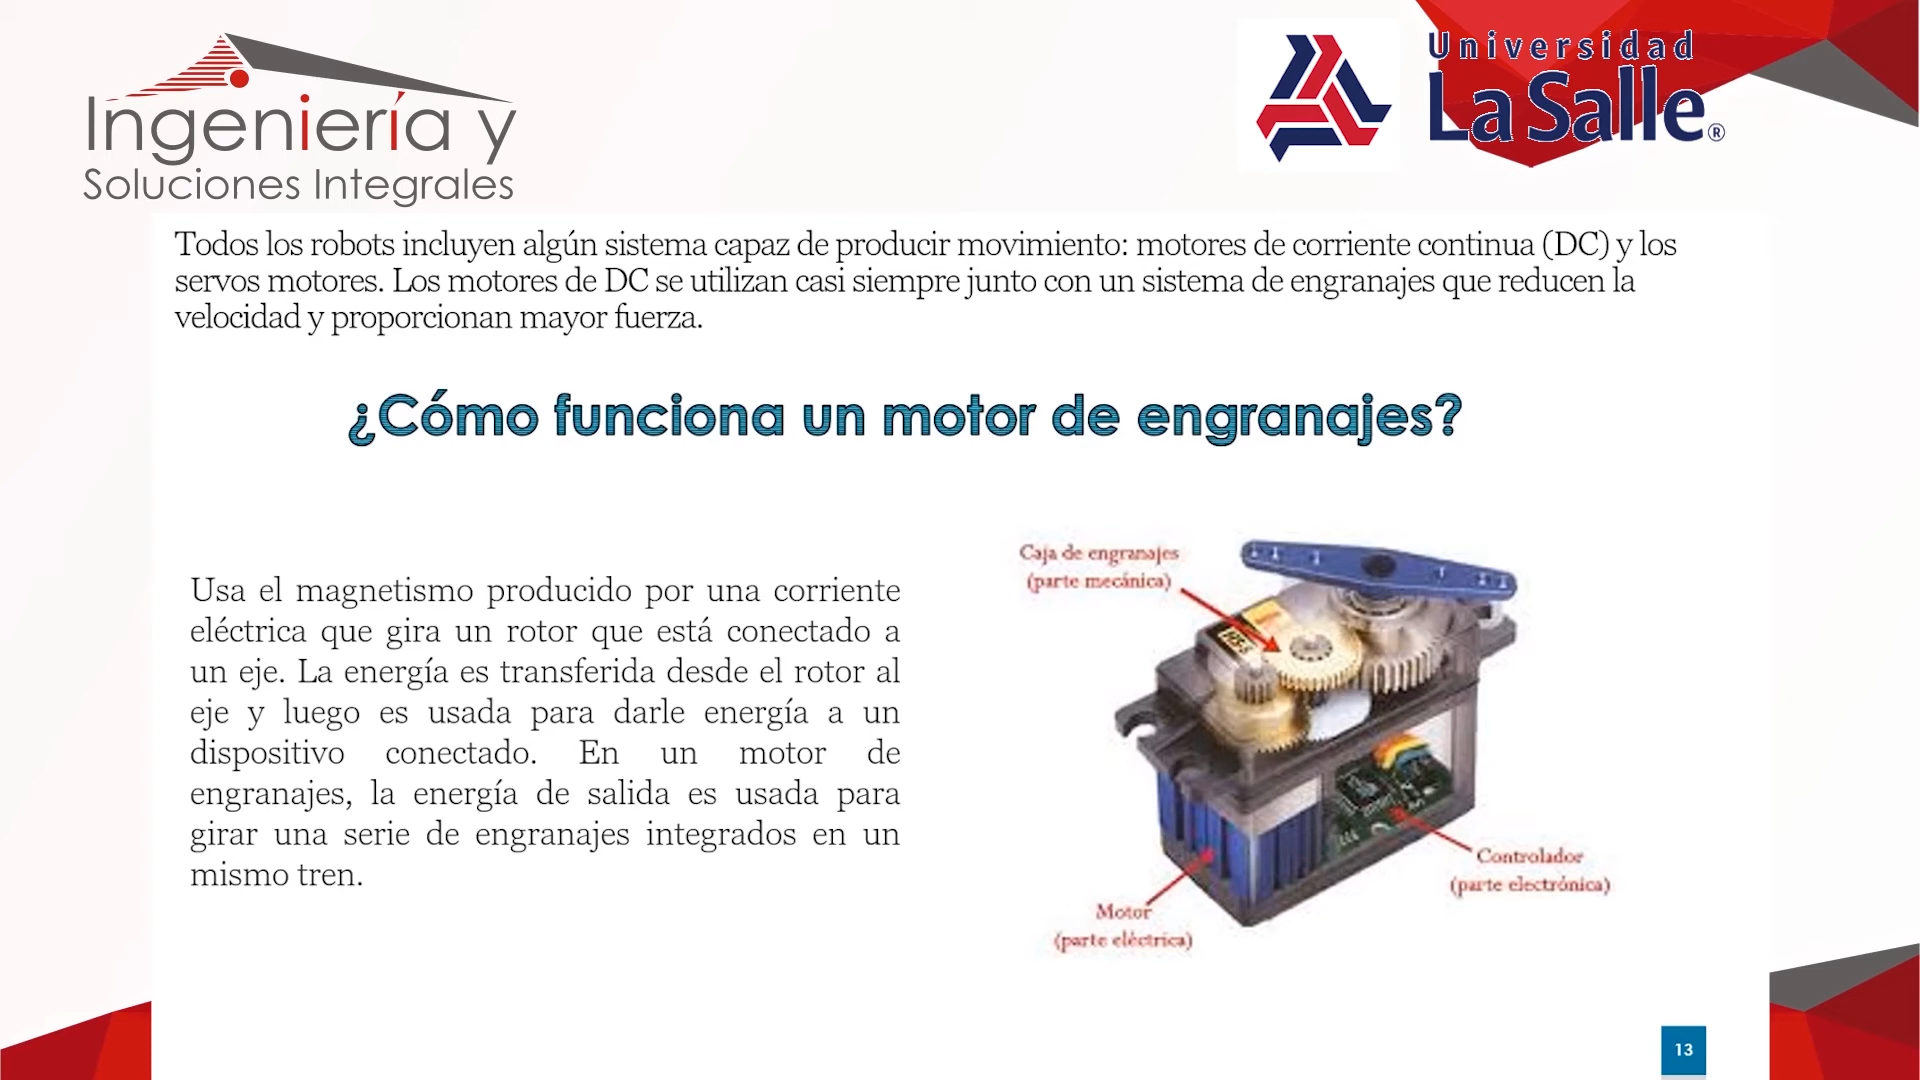 Ingeniería y
Soluciones Integrales
Universidad
La Salle®
Todos los robots incluyen algún sistema capaz de producir movimiento: motores de corriente continua (DC) y los
servos motores. Los motores de DC se utilizan casi siempre junto con un sistema de engranajes que reducen la
velocidad y proporcionan mayor fuerza.
¿Cómo funciona un motor de engranajes?
Usa el magnetismo producido por una corriente
eléctrica que gira un rotor que está conectado a
un eje. La energía es transferida desde el rotor al
eje y luego es usada para darle energía a un
dispositivo conectado. En un motor de
engranajes, la energía de salida es usada para
girar una serie de engranajes integrados en un
mismo tren.
Caja de engranajes
(parte mecánica)
Controlador
(parte electrónica)
Motor
(parte eléctrica)
13